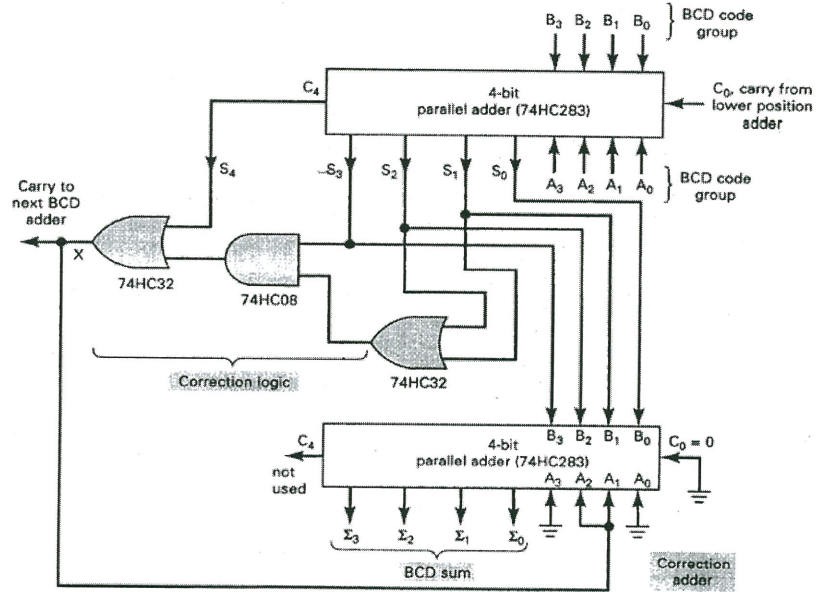 B3 B2 B1 B0
BCD code
group
C4
4-bit
parallel adder (74HC283)
C0, carry from
lower position
adder
S4
S3
S2
S1
S0
A3 A2 A1 A0
BCD code
group
Carry to
next BCD
adder
X
74HC32
74HC08
74HC32
Correction logic
C4
not
used
4-bit
parallel adder (74HC283)
B3 B2 B1 B0
C0 = 0
A3 A2 A1 A0
Σ3 Σ2 Σ1 Σ0
BCD sum
Correction
adder